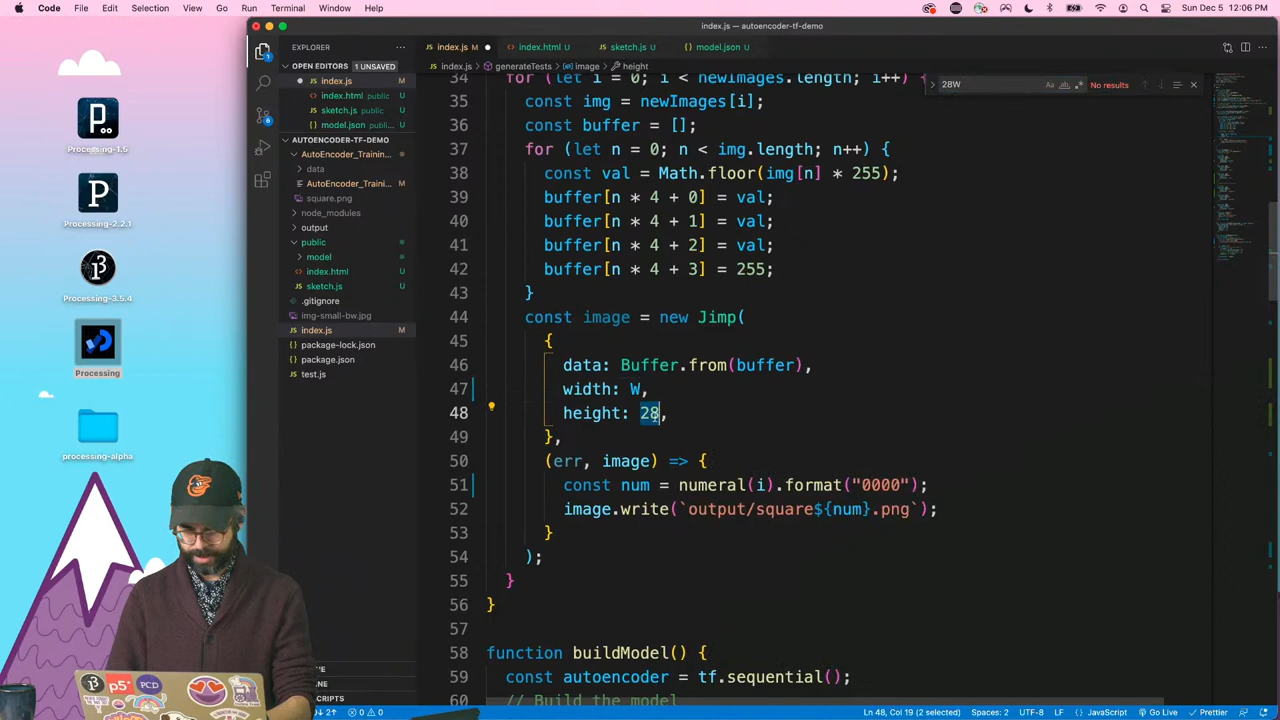 Code File Edit Selection View Go Run Terminal Window Help
Sun Dec 5 12:06 PM
index.js — autoencoder-tf-demo
EXPLORER
index.js
index.html U
sketch.js U
model.json U
index.js > generateTests > image > height
OPEN EDITORS 1 UNSAVED
index.js M
index.html public U
sketch.js public U
model.json public... U
AUTOENCODER-TF-DEMO
AutoEncoder_Trainin...
data
AutoEncoder_Traini... M
square.png
node_modules
output
public
model
index.html U
sketch.js U
.gitignore
img-small-bw.jpg
index.js M
package-lock.json
package.json
test.js
28W
No results
34 for (let i = 0; i < newImages.length; i++) {
35 const img = newImages[i];
36 const buffer = [];
37 for (let n = 0; n < img.length; n++) {
38 const val = Math.floor(img[n] * 255);
39 buffer[n * 4 + 0] = val;
40 buffer[n * 4 + 1] = val;
41 buffer[n * 4 + 2] = val;
42 buffer[n * 4 + 3] = 255;
43 }
44 const image = new Jimp(
45 {
46 data: Buffer.from(buffer),
47 width: W,
48 height: 28,
49 },
50 (err, image) => {
51 const num = numeral(i).format("0000");
52 image.write(`output/square${num}.png`);
53 }
54 );
55 }
56 }
57
58 function buildModel() {
59 const autoencoder = tf.sequential();
60 // Build the model
Processing-1.5
Processing-2.2.1
Processing-3.5.4
Processing
processing-alpha
Ln 48, Col 19 (2 selected) Spaces: 2 UTF-8 LF JavaScript Go Live Prettier